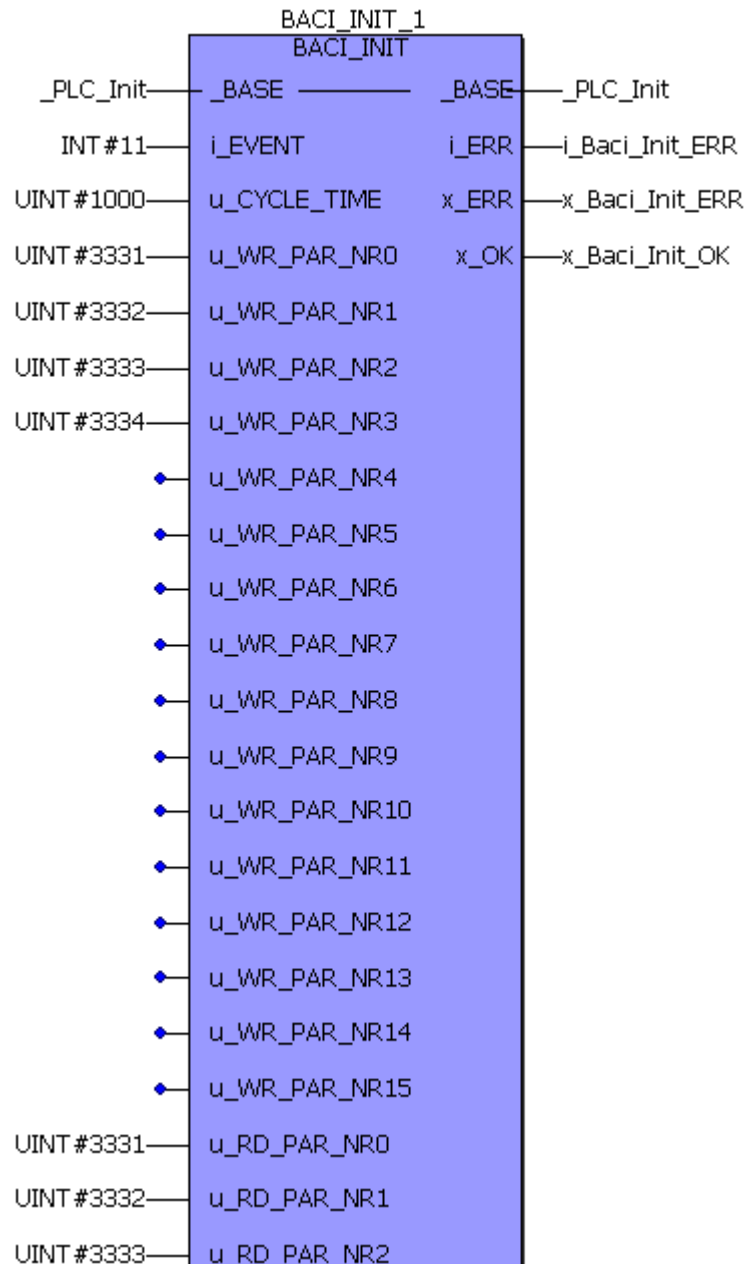 BACI_INIT_1
BACI_INIT
_PLC_Init _BASE _BASE _PLC_Init
INT#11 i_EVENT i_ERR i_Baci_Init_ERR
UINT#1000 u_CYCLE_TIME x_ERR x_Baci_Init_ERR
UINT#3331 u_WR_PAR_NR0 x_OK x_Baci_Init_OK
UINT#3332 u_WR_PAR_NR1
UINT#3333 u_WR_PAR_NR2
UINT#3334 u_WR_PAR_NR3
u_WR_PAR_NR4
u_WR_PAR_NR5
u_WR_PAR_NR6
u_WR_PAR_NR7
u_WR_PAR_NR8
u_WR_PAR_NR9
u_WR_PAR_NR10
u_WR_PAR_NR11
u_WR_PAR_NR12
u_WR_PAR_NR13
u_WR_PAR_NR14
u_WR_PAR_NR15
UINT#3331 u_RD_PAR_NR0
UINT#3332 u_RD_PAR_NR1
UINT#3333 u_RD_PAR_NR2